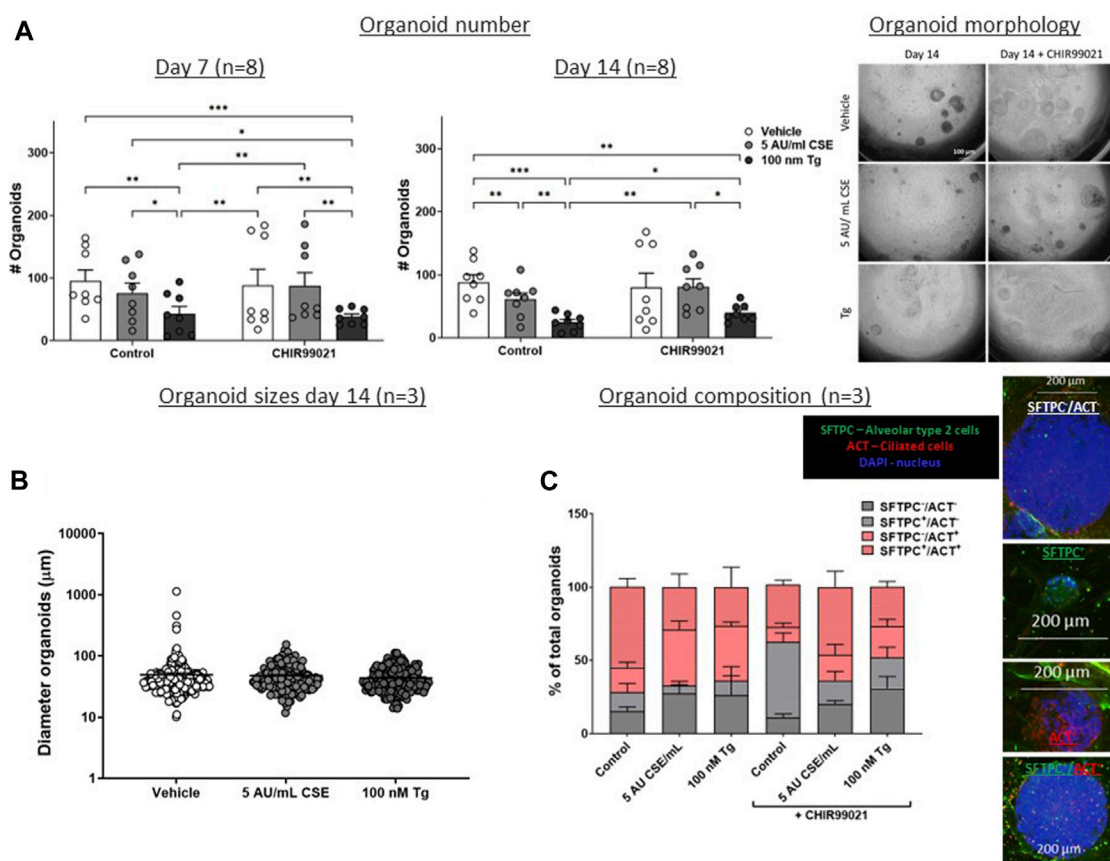 A
Organoid number
Organoid morphology
Day 7 (n=8)
Day 14 (n=8)
Day 14
Day 14 + CHIR99021
Vehicle
5 AU/ mL CSE
Tg
100 µm
***
*
**
**
**
*
**
**
# Organoids
300
200
100
0
Control
CHIR99021
**
***
*
**
**
**
*
# Organoids
300
200
100
0
Control
CHIR99021
Vehicle
5 AU/ml CSE
100 nm Tg
Organoid sizes day 14 (n=3)
Organoid composition (n=3)
SFTPC – Alveolar type 2 cells
ACT – Ciliated cells
DAPI - nucleus
B
Diameter organoids (µm)
10000
1000
100
10
1
Vehicle
5 AU/mL CSE
100 nM Tg
C
SFTPC⁻/ACT⁻
SFTPC⁺/ACT⁻
SFTPC⁻/ACT⁺
SFTPC⁺/ACT⁺
% of total organoids
150
100
50
0
Control
5 AU CSE/mL
100 nM Tg
Control
5 AU CSE/mL
100 nM Tg
+ CHIR99021
200 µm
SFTPC⁻/ACT⁻
SFTPC⁺
200 µm
200 µm
ACT⁺
SFTPC⁺/ACT⁺
200 µm